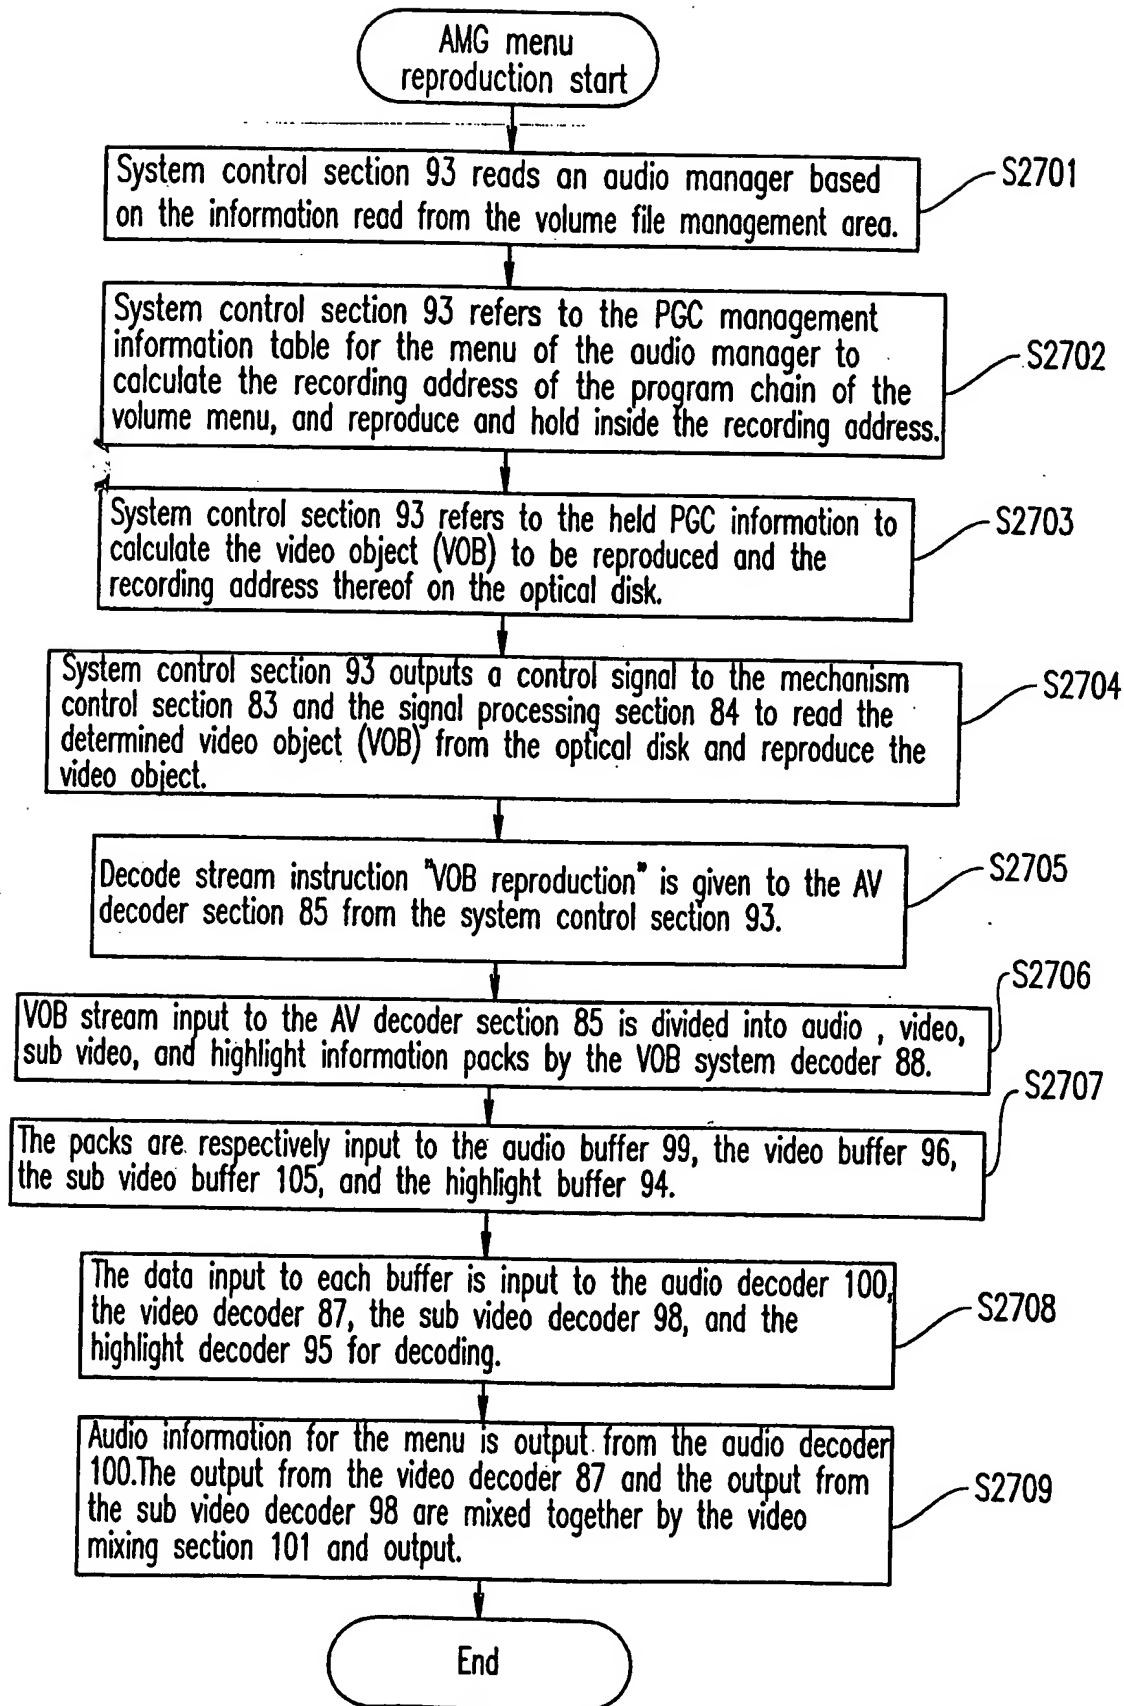 AMG menu
reproduction start
System control section 93 reads an audio manager based
on the information read from the volume file management area.
S2701
System control section 93 refers to the PGC management
information table for the menu of the audio manager to
calculate the recording address of the program chain of the
volume menu, and reproduce and hold inside the recording address.
S2702
System control section 93 refers to the held PGC information to
calculate the video object (VOB) to be reproduced and the
recording address thereof on the optical disk.
S2703
System control section 93 outputs a control signal to the mechanism
control section 83 and the signal processing section 84 to read the
determined video object (VOB) from the optical disk and reproduce the
video object.
S2704
Decode stream instruction "VOB reproduction" is given to the AV
decoder section 85 from the system control section 93.
S2705
VOB stream input to the AV decoder section 85 is divided into audio , video,
sub video, and highlight information packs by the VOB system decoder 88.
S2706
The packs are respectively input to the audio buffer 99, the video buffer 96,
the sub video buffer 105, and the highlight buffer 94.
S2707
The data input to each buffer is input to the audio decoder 100,
the video decoder 87, the sub video decoder 98, and the
highlight decoder 95 for decoding.
S2708
Audio information for the menu is output from the audio decoder
100.The output from the video decoder 87 and the output from
the sub video decoder 98 are mixed together by the video
mixing section 101 and output.
S2709
End